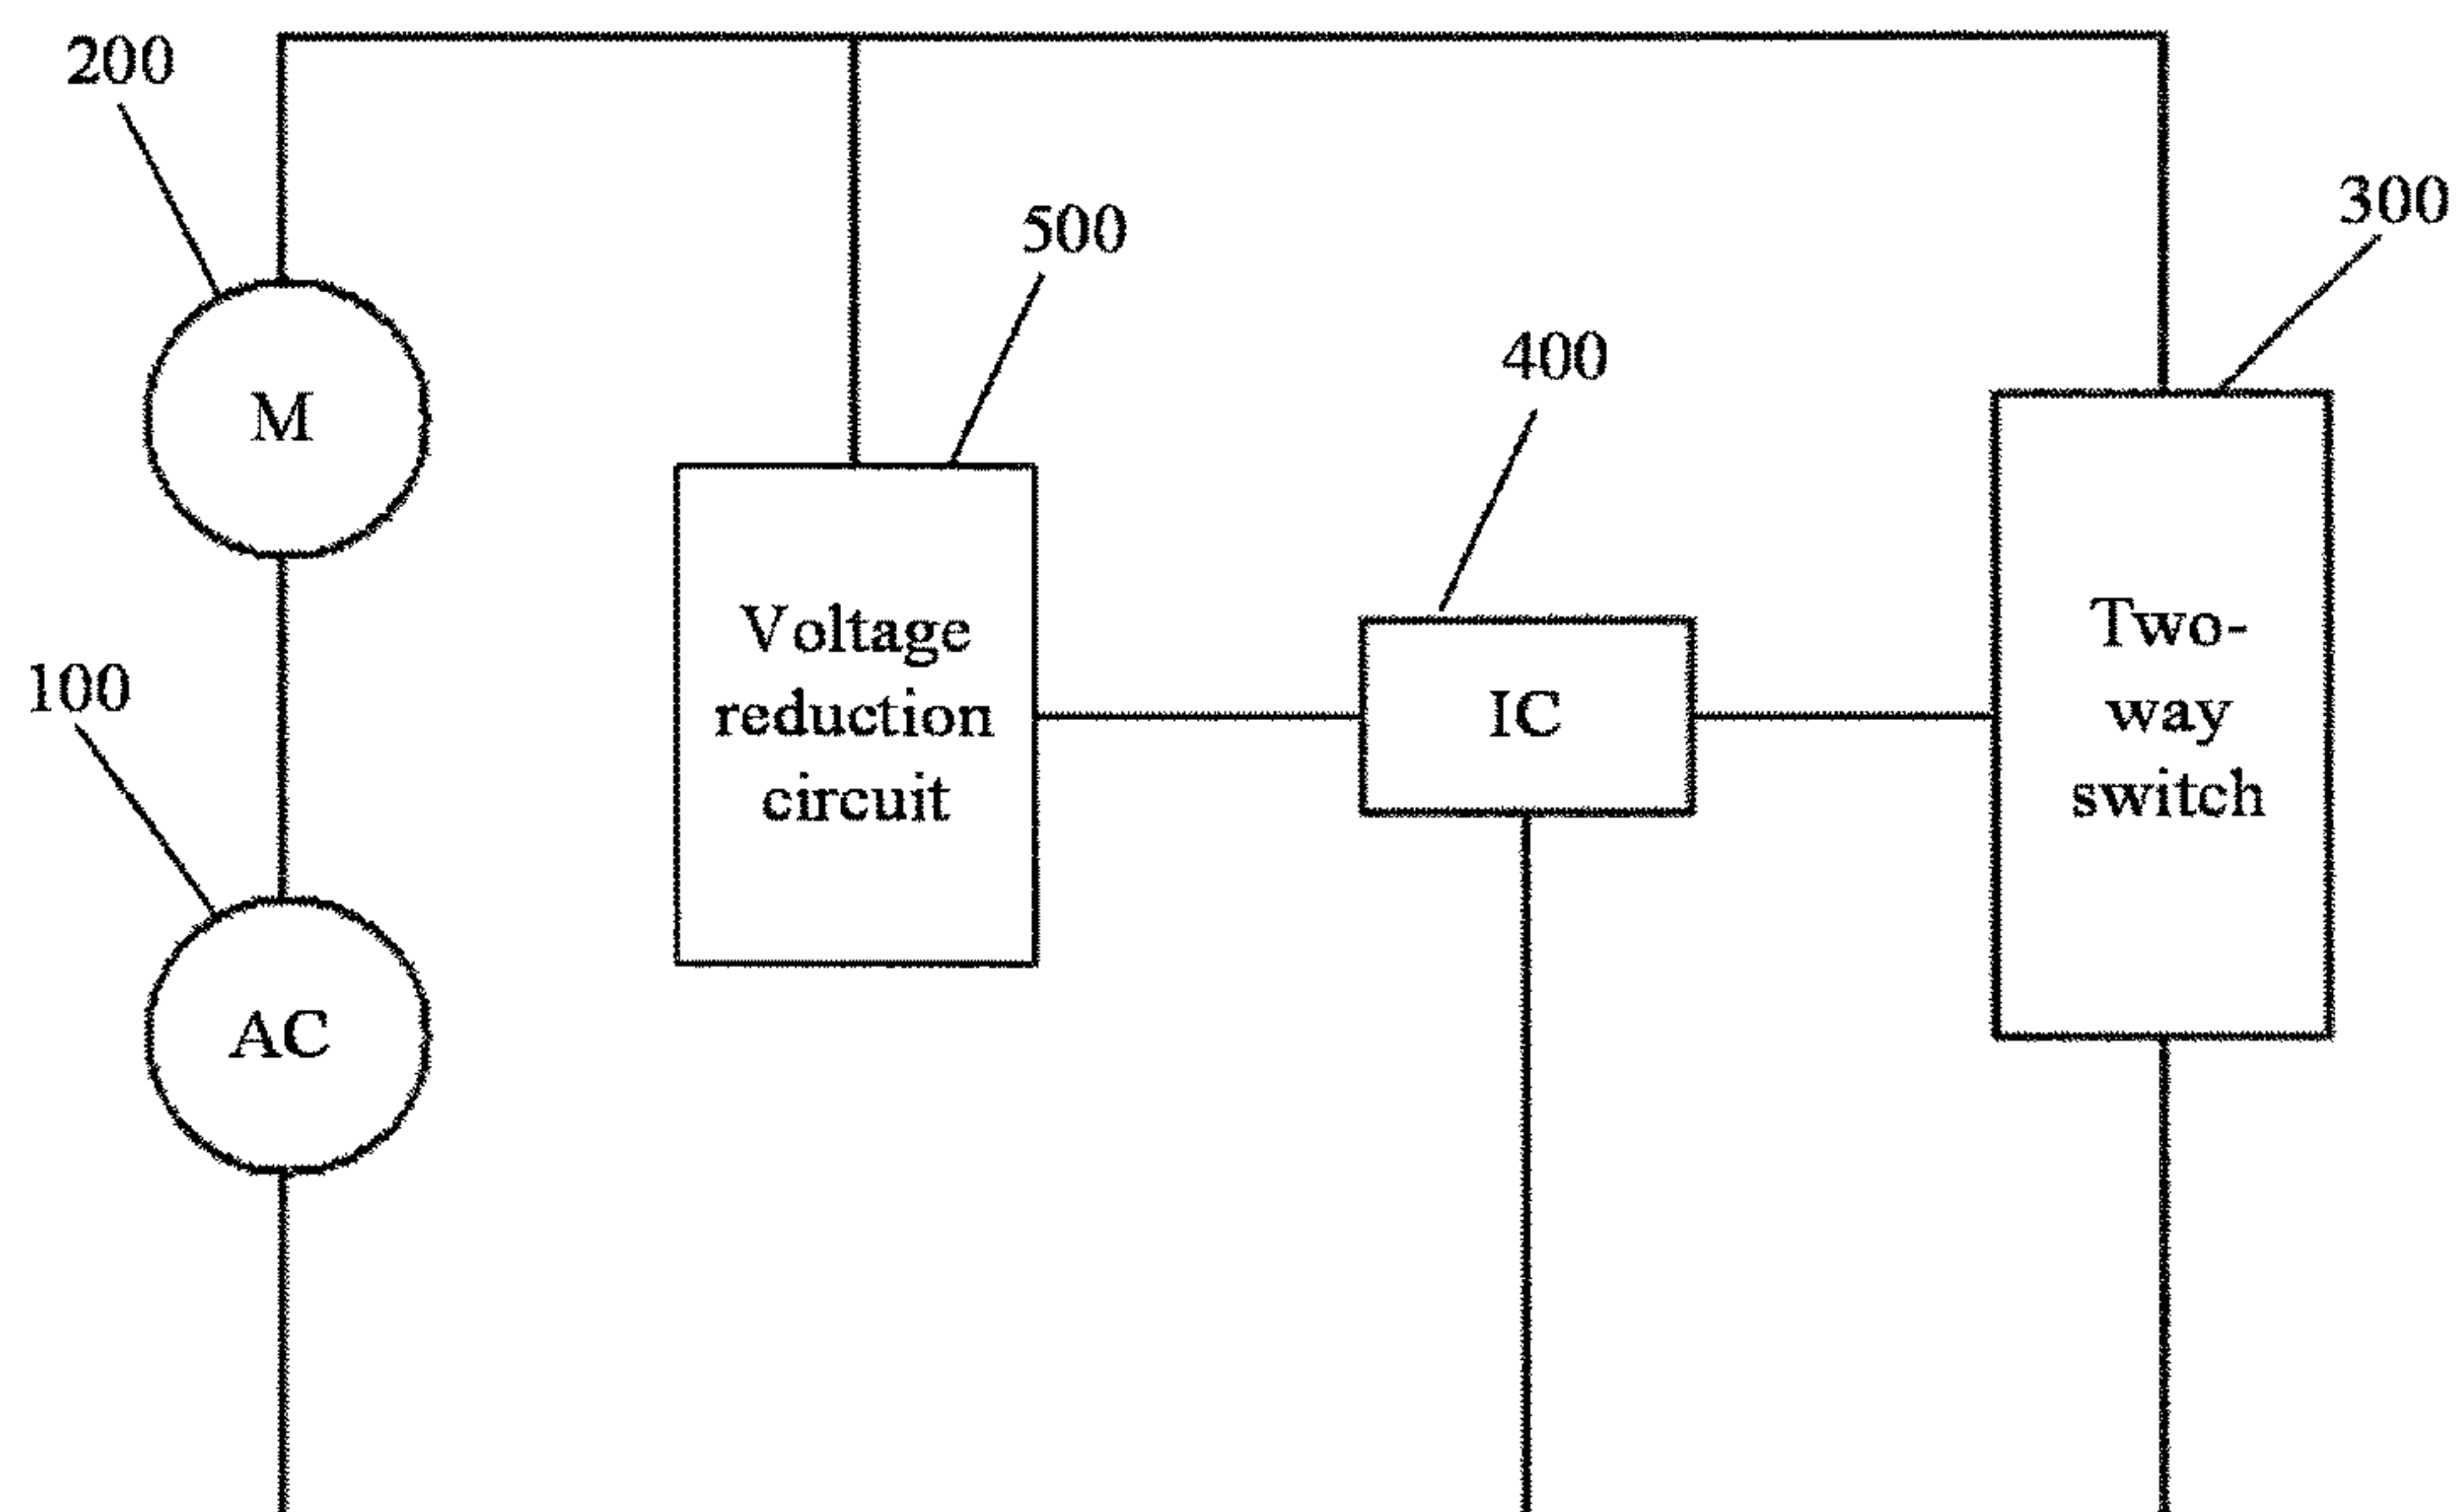 200
500
300
400
M
100
Voltage
reduction
circuit
IC
Two-
way
switch
AC